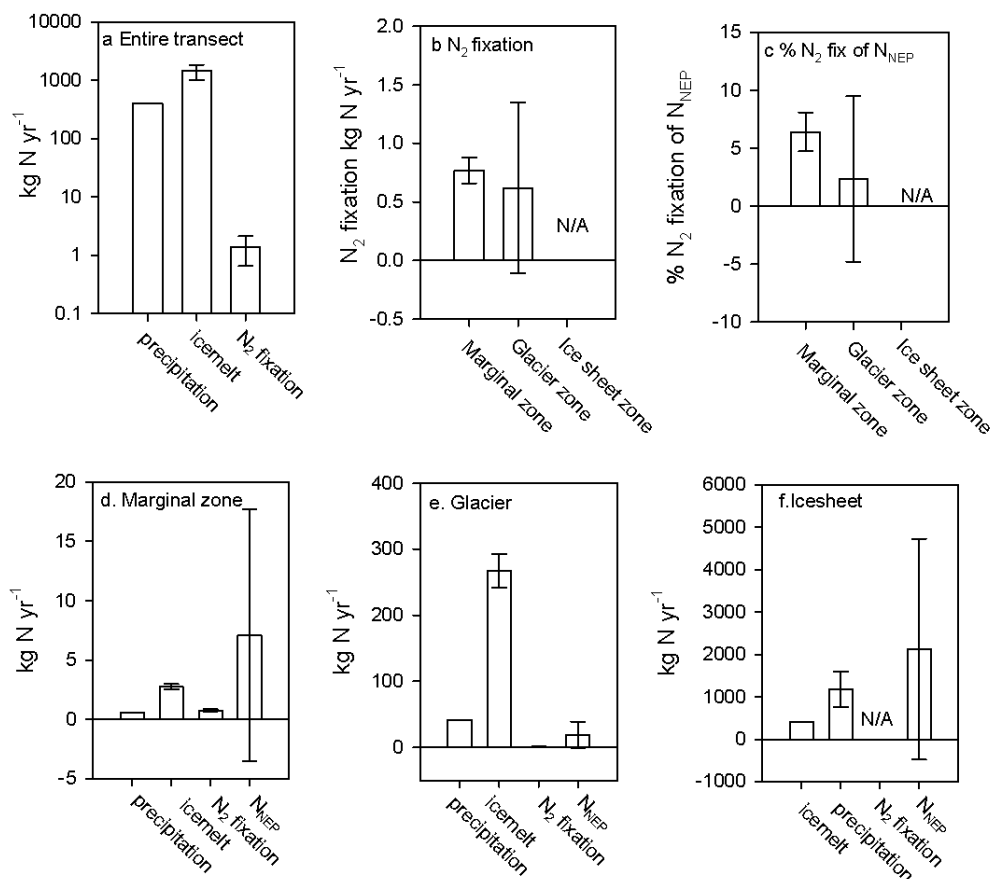 a Entire transect
10000
1000
100
10
1
0.1
kg N yr⁻¹
precipitation
icemelt
N₂ fixation
b N₂ fixation
2.0
1.5
1.0
0.5
0.0
-0.5
N₂ fixation kg N yr⁻¹
N/A
Marginal zone
Glacier zone
Ice sheet zone
c % N₂ fix of N_NEP
15
10
5
0
-5
-10
% N₂ fixation of N_NEP
N/A
Marginal zone
Glacier zone
Ice sheet zone
d. Marginal zone
20
15
10
5
0
-5
kg N yr⁻¹
precipitation
icemelt
N₂ fixation
N_NEP
e. Glacier
400
300
200
100
0
kg N yr⁻¹
precipitation
icemelt
N₂ fixation
N_NEP
f.Icesheet
6000
5000
4000
3000
2000
1000
0
-1000
kg N yr⁻¹
N/A
icemelt
precipitation
N₂ fixation
N_NEP